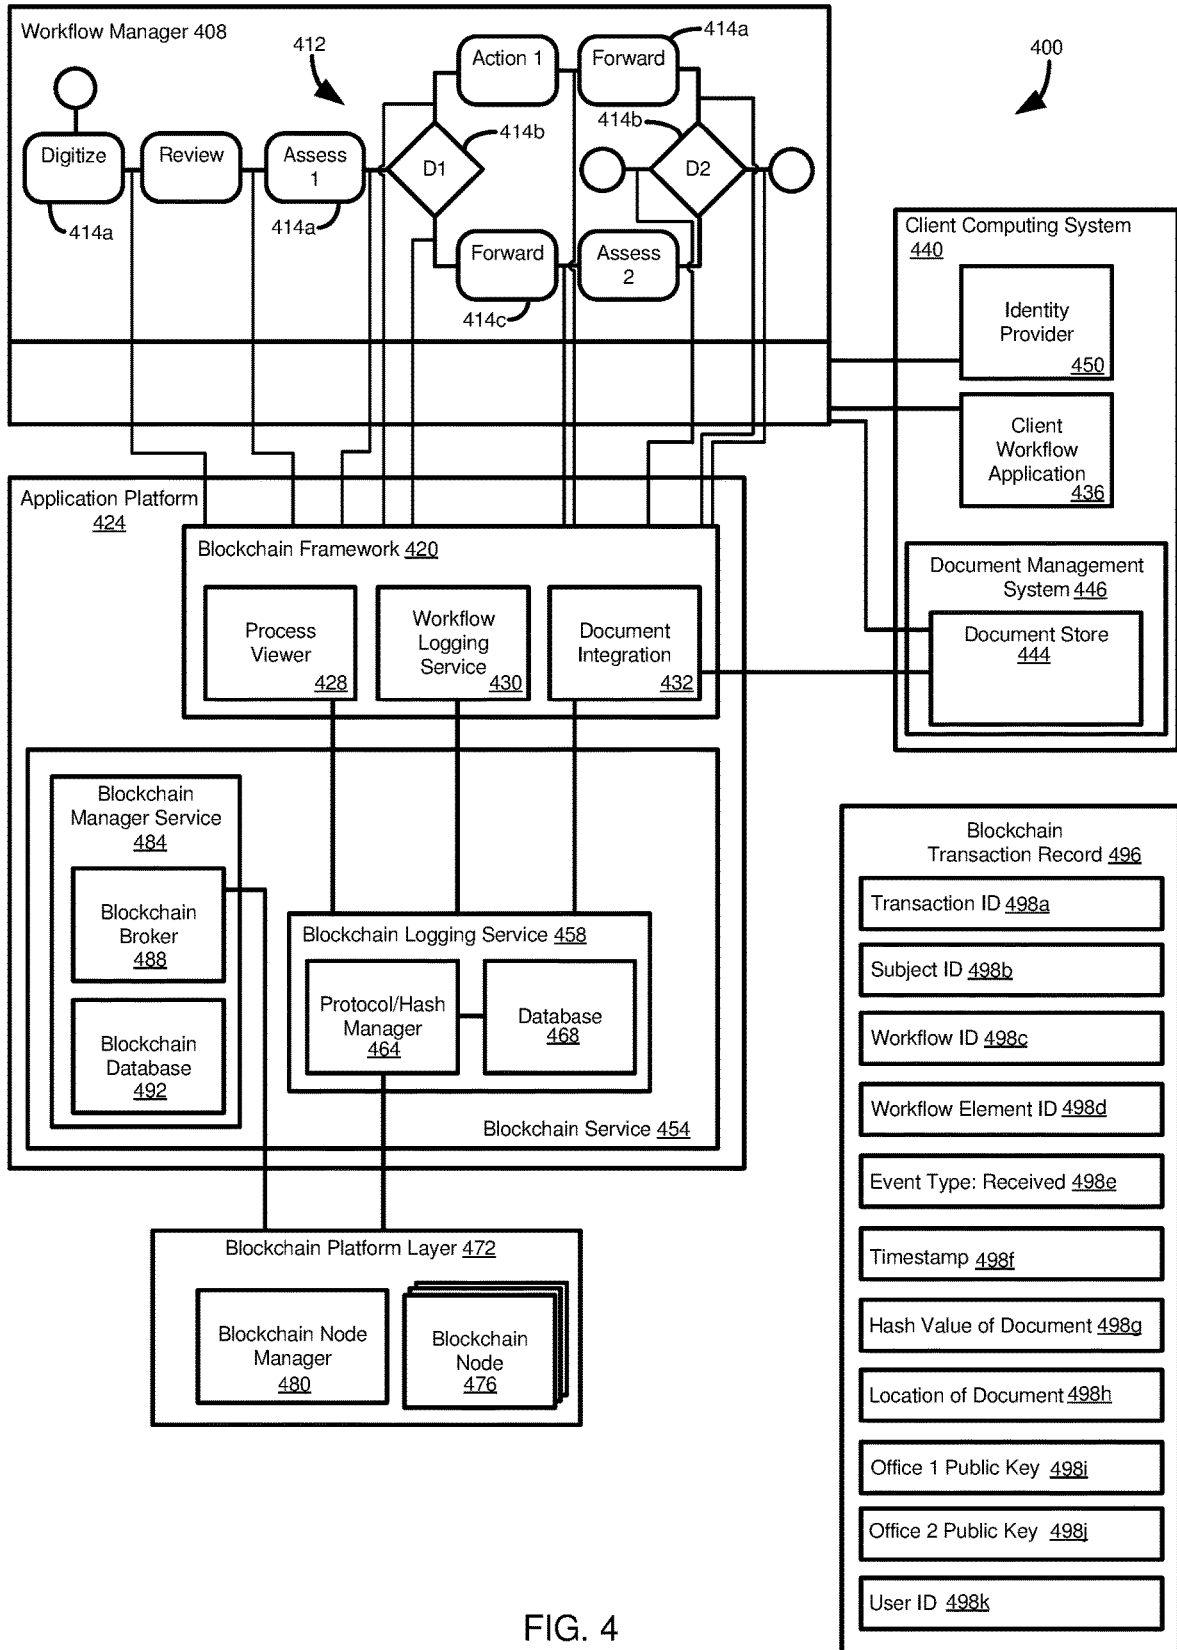 Workflow Manager 408
412
Action 1
Forward
414a
400
Digitize
Review
Assess
1
414b
D1
414b
D2
414a
414a
Forward
Assess
2
414c
Client Computing System
440
Identity
Provider
450
Client
Workflow
Application
436
Document Management
System 446
Document Store
444
Application Platform
424
Blockchain Framework 420
Process
Viewer
428
Workflow
Logging
Service
430
Document
Integration
432
Blockchain
Manager Service
484
Blockchain
Broker
488
Blockchain
Database
492
Blockchain Logging Service 458
Protocol/Hash
Manager
464
Database
468
Blockchain Service 454
Blockchain Platform Layer 472
Blockchain Node
Manager
480
Blockchain
Node
476
Blockchain
Transaction Record 496
Transaction ID 498a
Subject ID 498b
Workflow ID 498c
Workflow Element ID 498d
Event Type: Received 498e
Timestamp 498f
Hash Value of Document 498g
Location of Document 498h
Office 1 Public Key 498i
Office 2 Public Key 498j
User ID 498k
FIG. 4